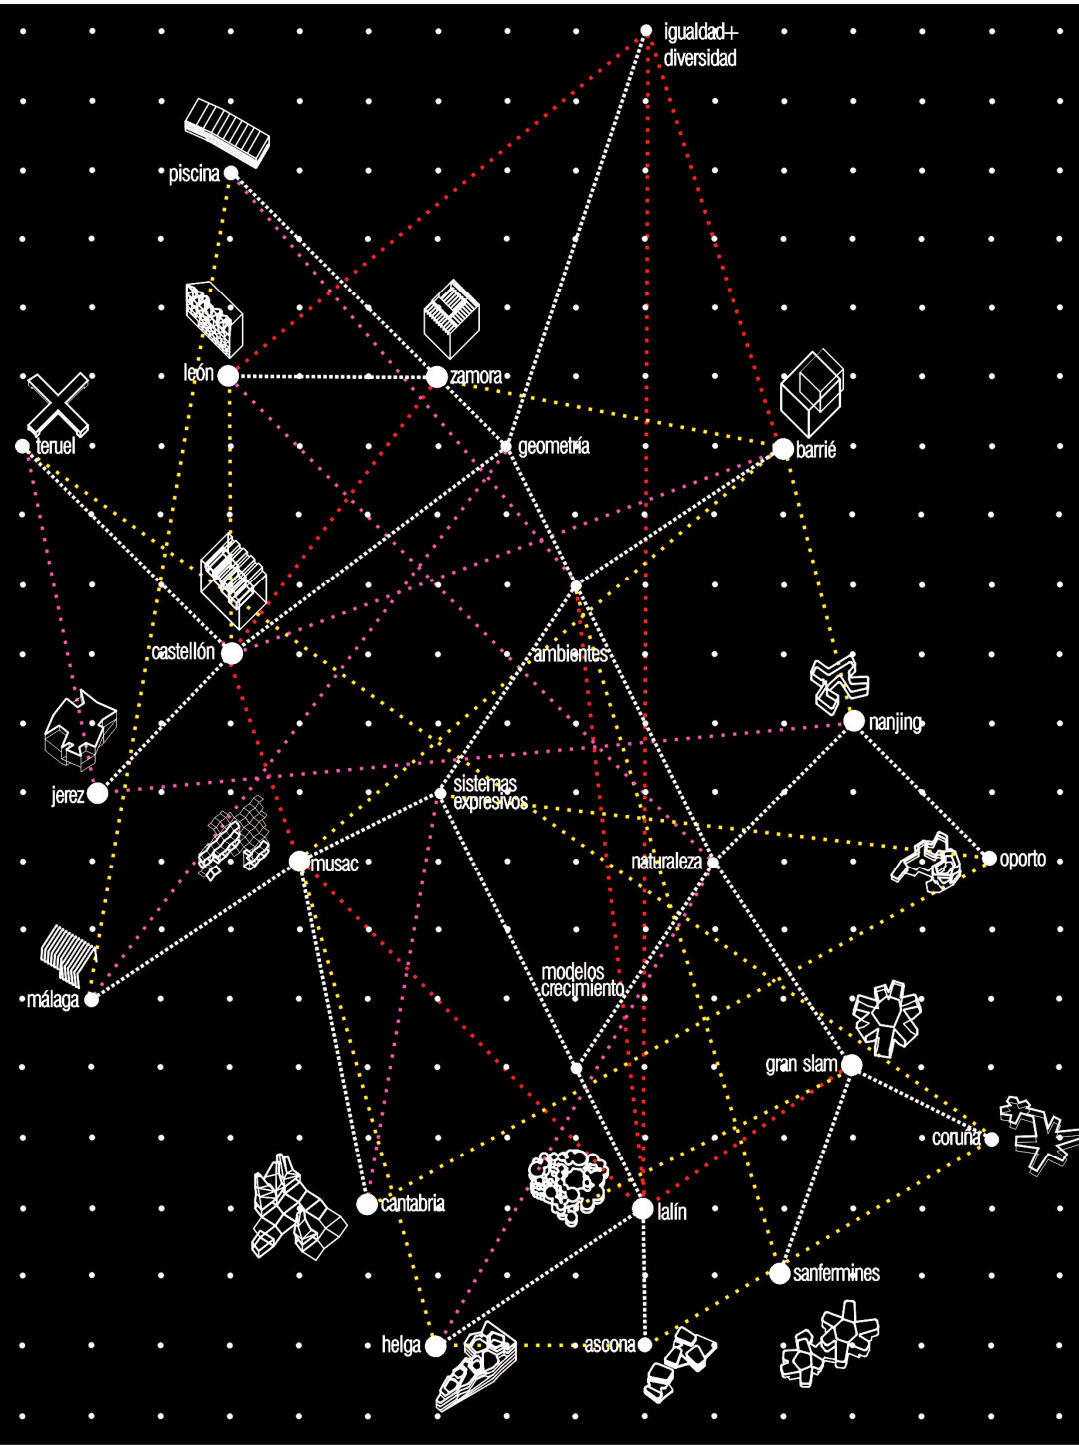 igualdad+
diversidad
piscina
león
zamora
teruel
geometría
barrié
castellón
ambientes
nanjing
jerez
sistemas
expresivos
musac
naturaleza
oporto
málaga
modelos
crecimiento
gran slam
coruña
cantabria
lalín
sanfermines
helga
ascona